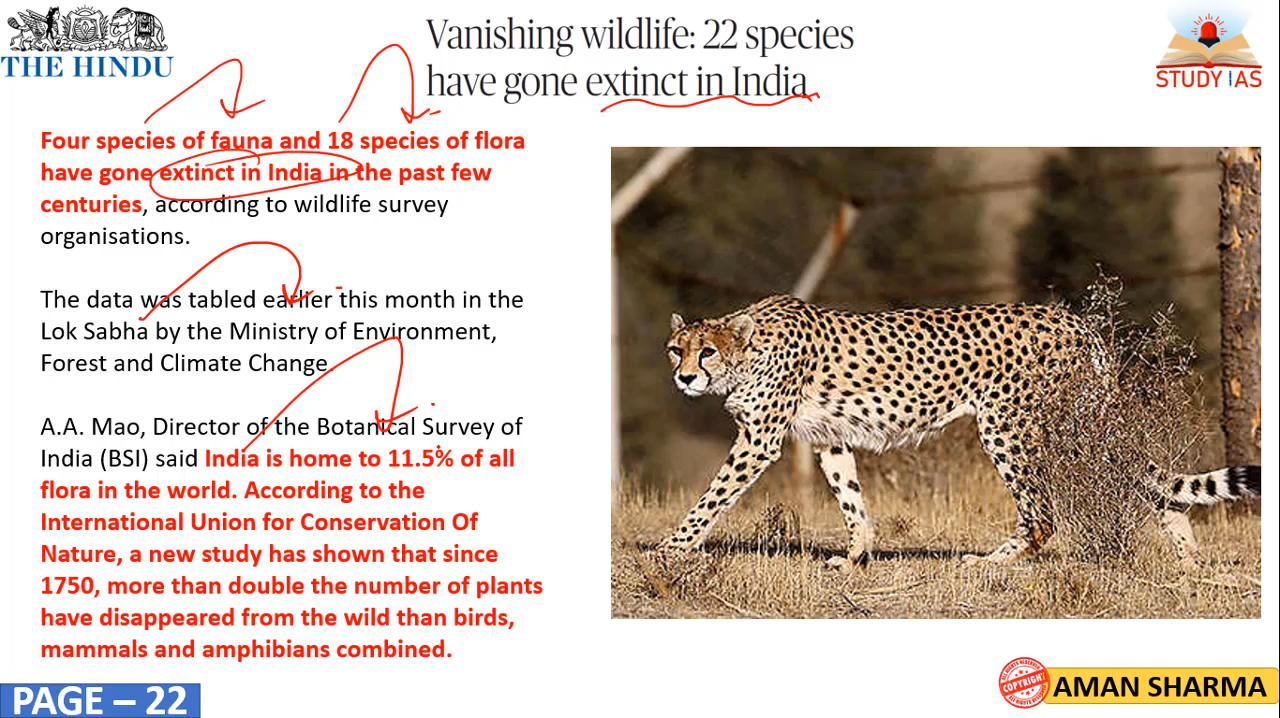 THE HINDU
Vanishing wildlife: 22 species
have gone extinct in India
STUDY IAS
Four species of fauna and 18 species of flora
have gone extinct in India in the past few
centuries, according to wildlife survey
organisations.
The data was tabled earlier this month in the
Lok Sabha by the Ministry of Environment,
Forest and Climate Change.
A.A. Mao, Director of the Botanical Survey of
India (BSI) said India is home to 11.5% of all
flora in the world. According to the
International Union for Conservation Of
Nature, a new study has shown that since
1750, more than double the number of plants
have disappeared from the wild than birds,
mammals and amphibians combined.
PAGE – 22
COPYRIGHT
AMAN SHARMA